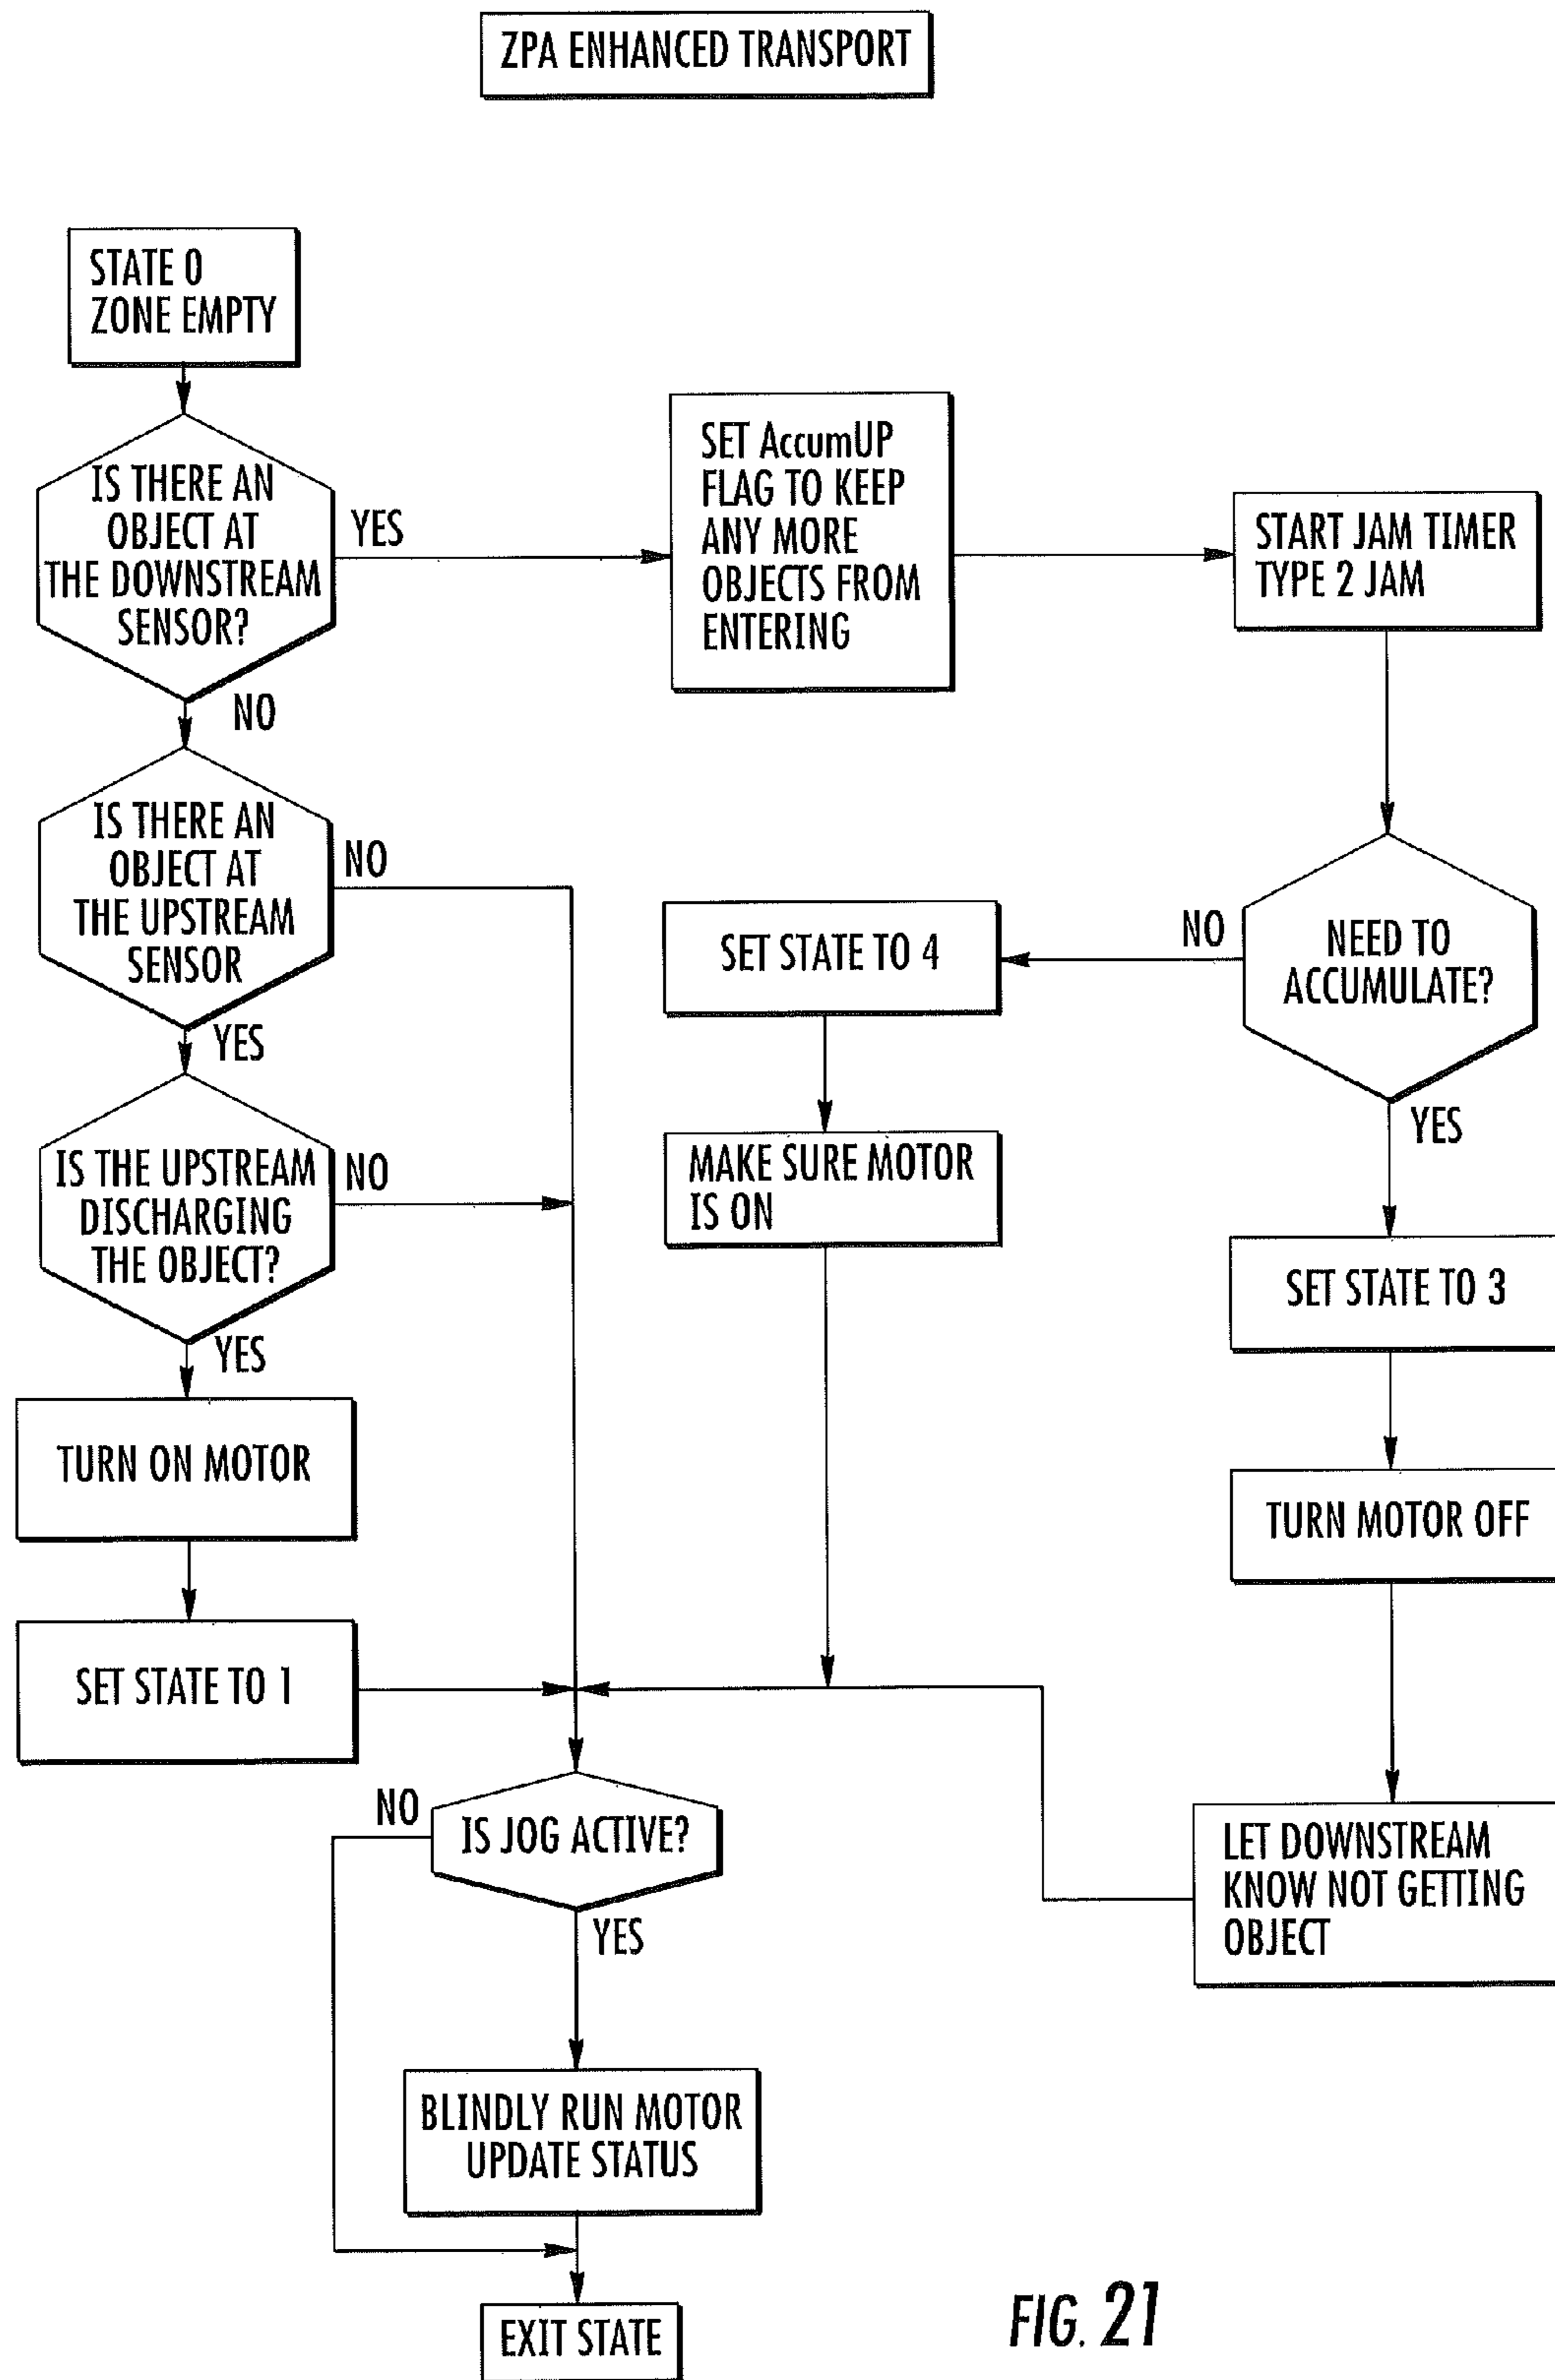 ZPA ENHANCED TRANSPORT
STATE 0
ZONE EMPTY
IS THERE AN
OBJECT AT
THE DOWNSTREAM
SENSOR?
YES
NO
SET AccumUP
FLAG TO KEEP
ANY MORE
OBJECTS FROM
ENTERING
START JAM TIMER
TYPE 2 JAM
IS THERE AN
OBJECT AT
THE UPSTREAM
SENSOR
NO
YES
NEED TO
ACCUMULATE?
NO
YES
SET STATE TO 4
MAKE SURE MOTOR
IS ON
IS THE UPSTREAM
DISCHARGING
THE OBJECT?
NO
YES
SET STATE TO 3
TURN ON MOTOR
TURN MOTOR OFF
SET STATE TO 1
LET DOWNSTREAM
KNOW NOT GETTING
OBJECT
IS JOG ACTIVE?
NO
YES
BLINDLY RUN MOTOR
UPDATE STATUS
EXIT STATE
FIG. 21